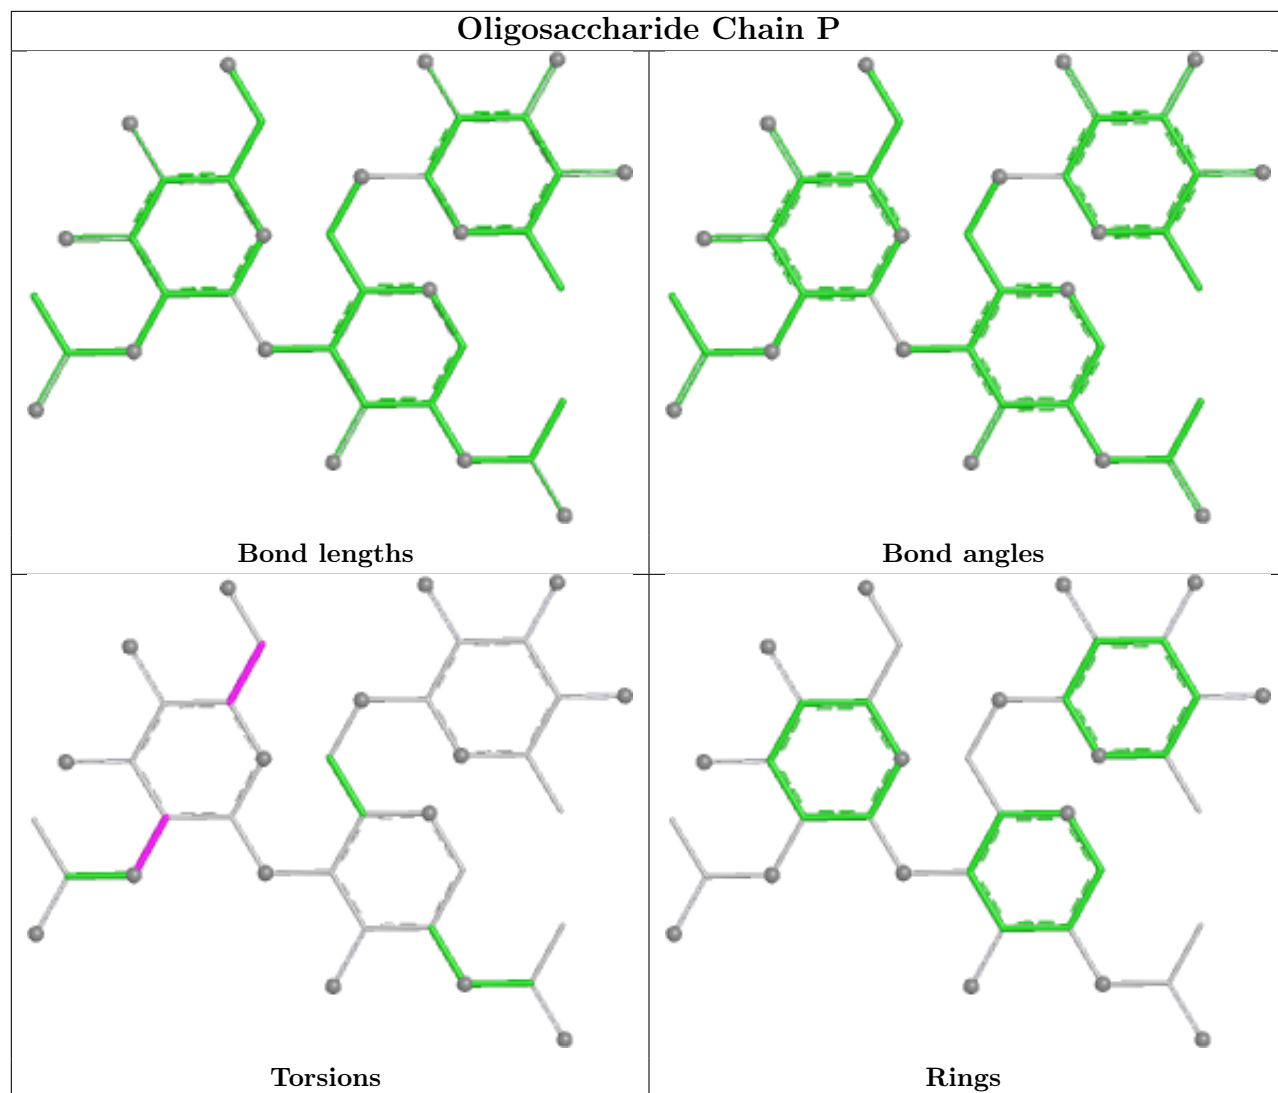 Oligosaccharide Chain P
Bond lengths
Bond angles
Torsions
Rings